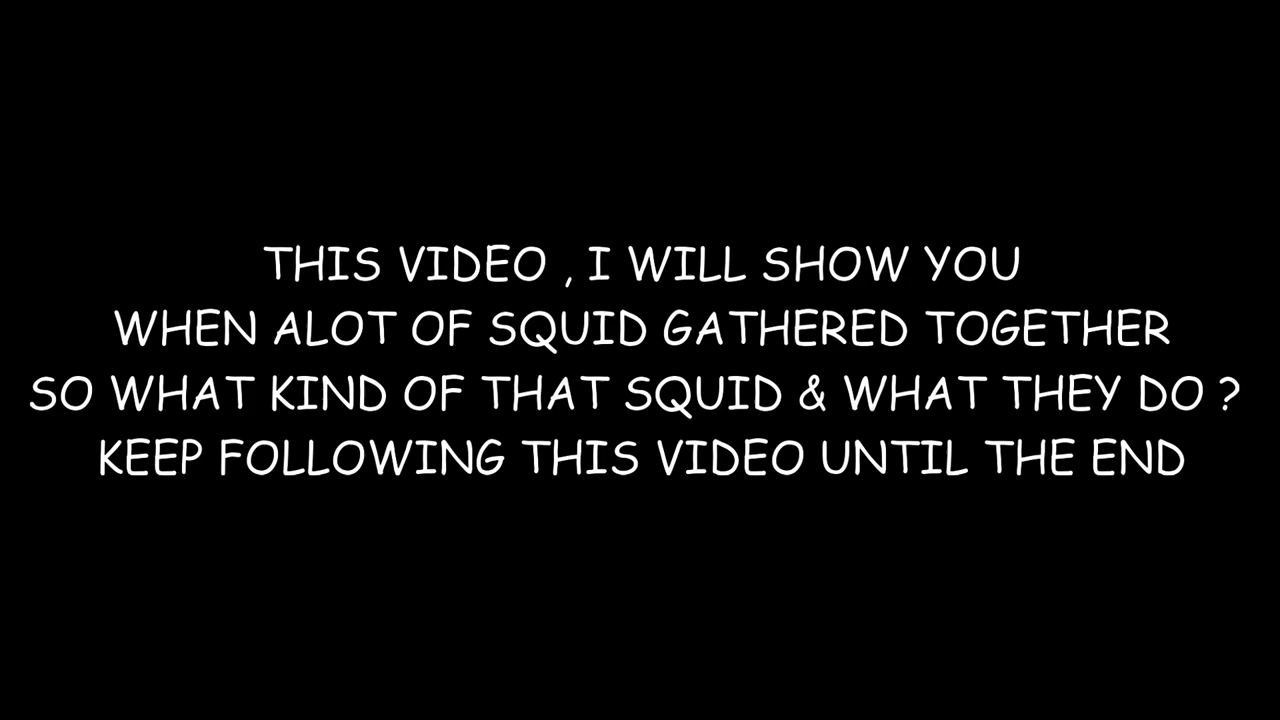 THIS VIDEO , I WILL SHOW YOU
WHEN ALOT OF SQUID GATHERED TOGETHER
SO WHAT KIND OF THAT SQUID & WHAT THEY DO ?
KEEP FOLLOWING THIS VIDEO UNTIL THE END